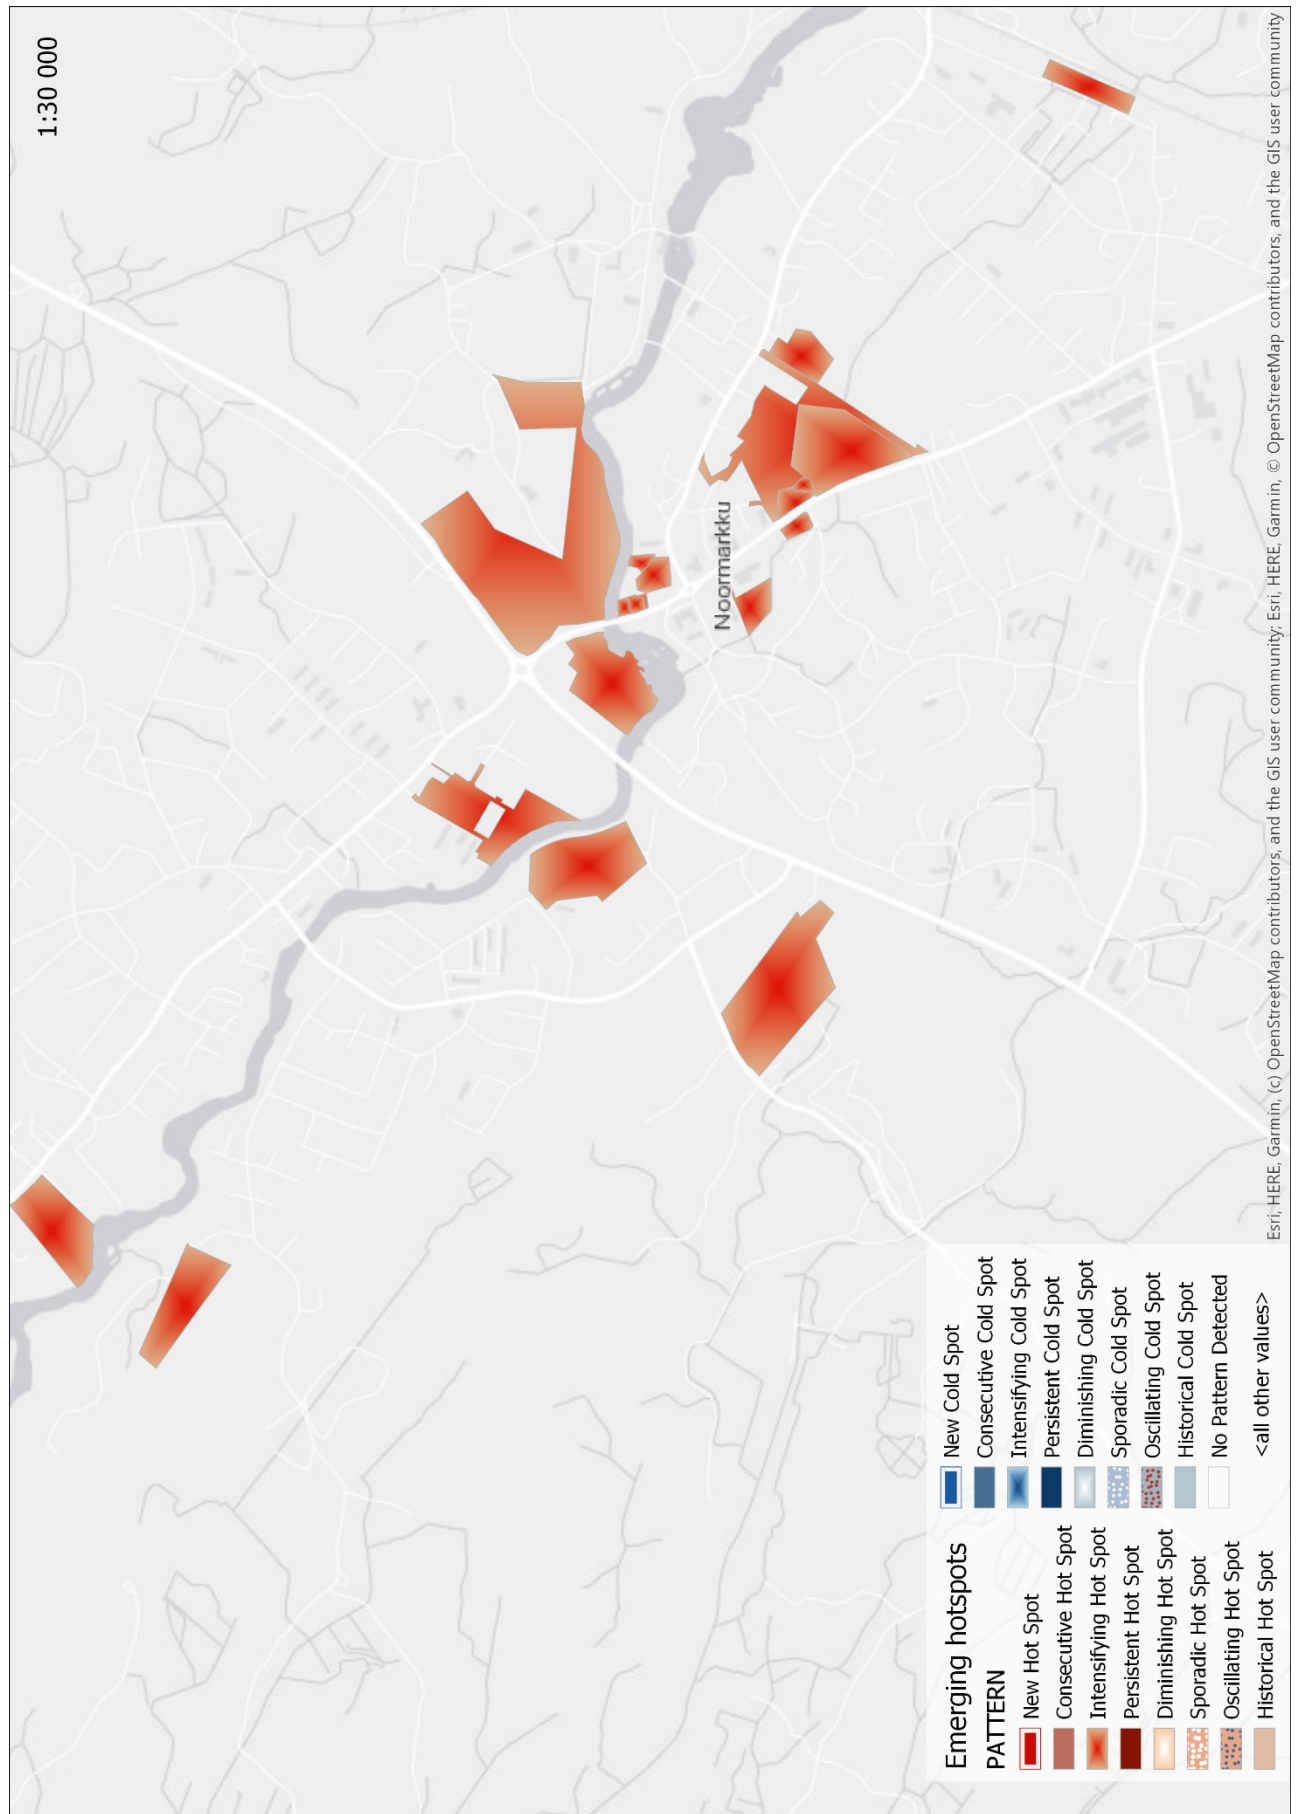 1:30 000
Noormarkku
Emerging hotspots
PATTERN
New Hot Spot
Consecutive Hot Spot
Intensifying Hot Spot
Persistent Hot Spot
Diminishing Hot Spot
Sporadic Hot Spot
Oscillating Hot Spot
Historical Hot Spot
New Cold Spot
Consecutive Cold Spot
Intensifying Cold Spot
Persistent Cold Spot
Diminishing Cold Spot
Sporadic Cold Spot
Oscillating Cold Spot
Historical Cold Spot
No Pattern Detected
<all other values>
Esri, HERE, Garmin, (c) OpenStreetMap contributors, and the GIS user community; Esri, HERE, Garmin, © OpenStreetMap contributors, and the GIS user community